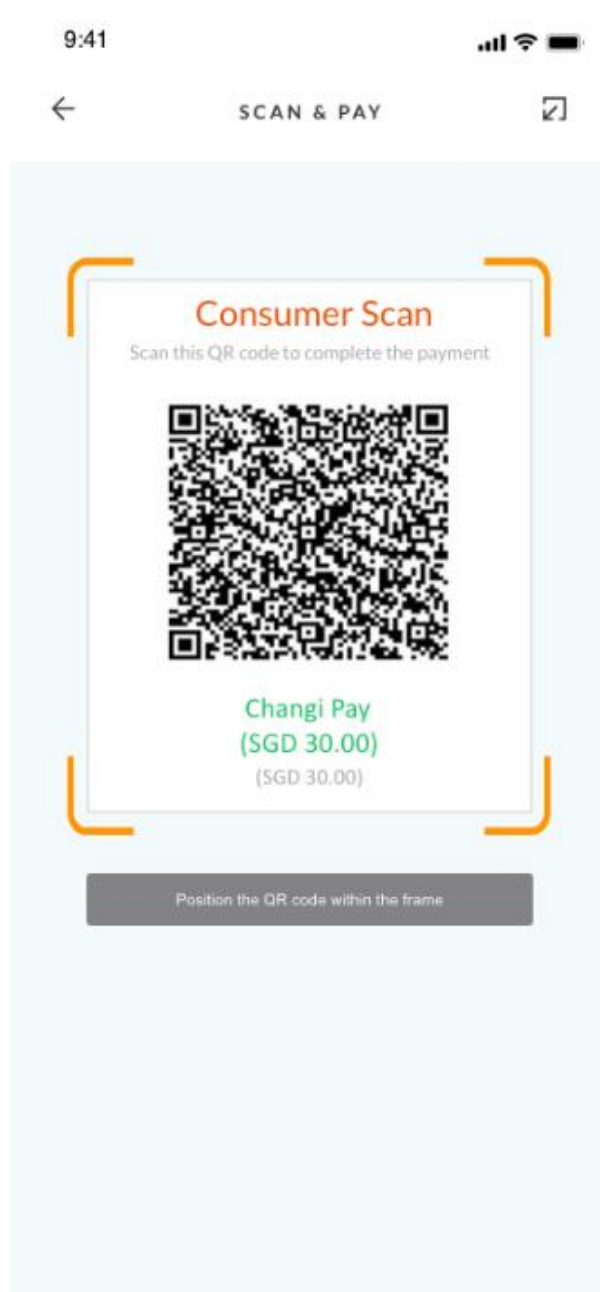 9:41
SCAN & PAY
Consumer Scan
Scan this QR code to complete the payment
Changi Pay
(SGD 30.00)
(SGD 30.00)
Position the QR code within the frame